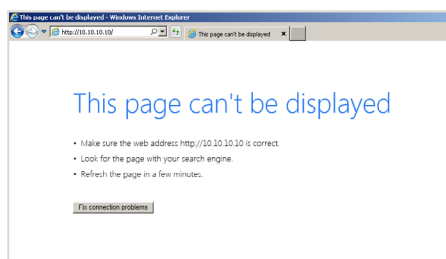 This page can't be displayed - Windows Internet Explorer
http://10.10.10.10/
This page can't be displayed
This page can't be displayed
• Make sure the web address http://10.10.10.10 is correct.
• Look for the page with your search engine.
• Refresh the page in a few minutes.
Fix connection problems